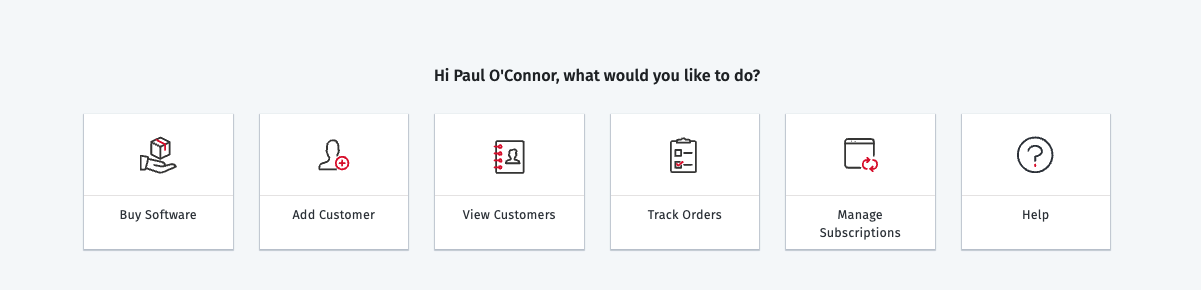 Hi Paul O'Connor, what would you like to do?
Buy Software
Add Customer
View Customers
Track Orders
Manage
Subscriptions
Help